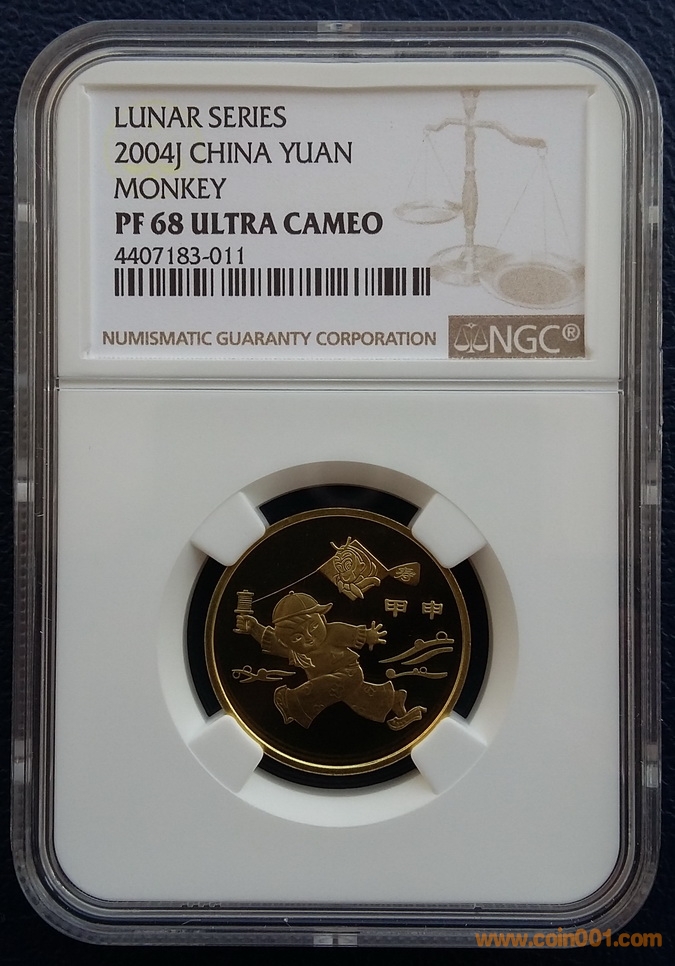 LUNAR SERIES
2004J CHINA YUAN
MONKEY
PF 68 ULTRA CAMEO
4407183-011
NUMISMATIC GUARANTY CORPORATION
NGC®
甲申
www.coin001.com